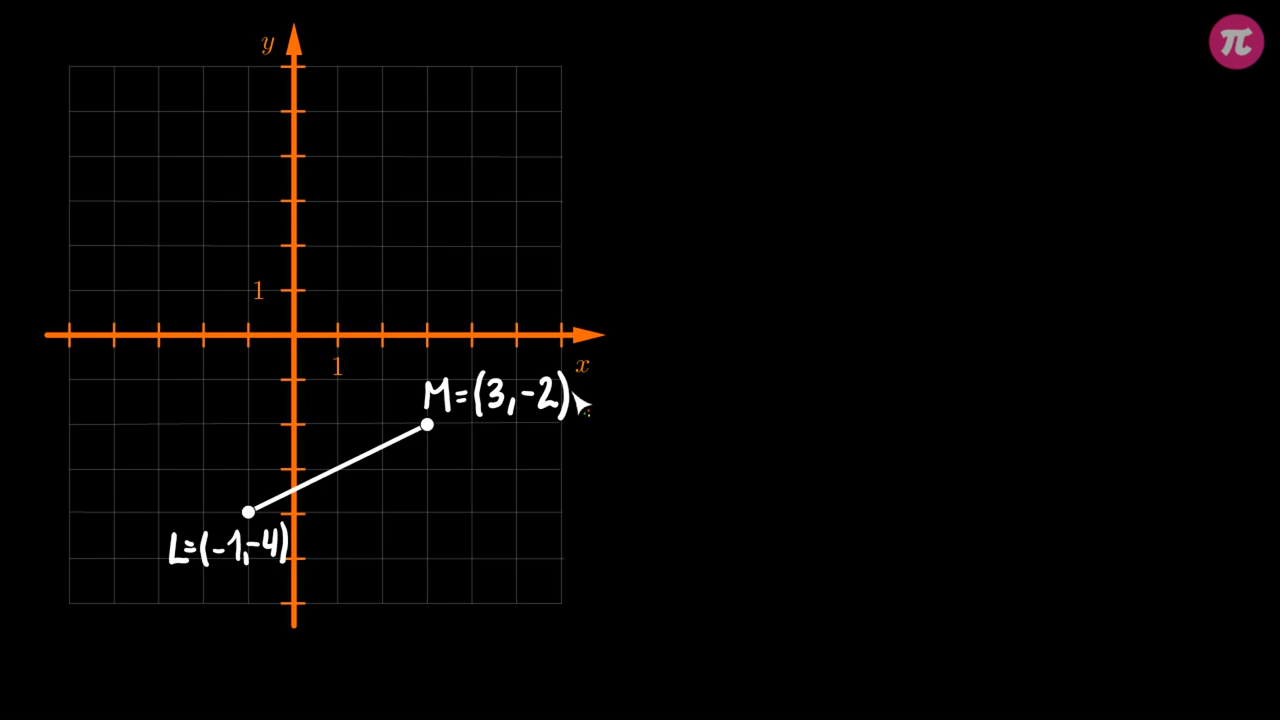 π
y
1
1
x
M=(3,-2)
L=(-1,-4)